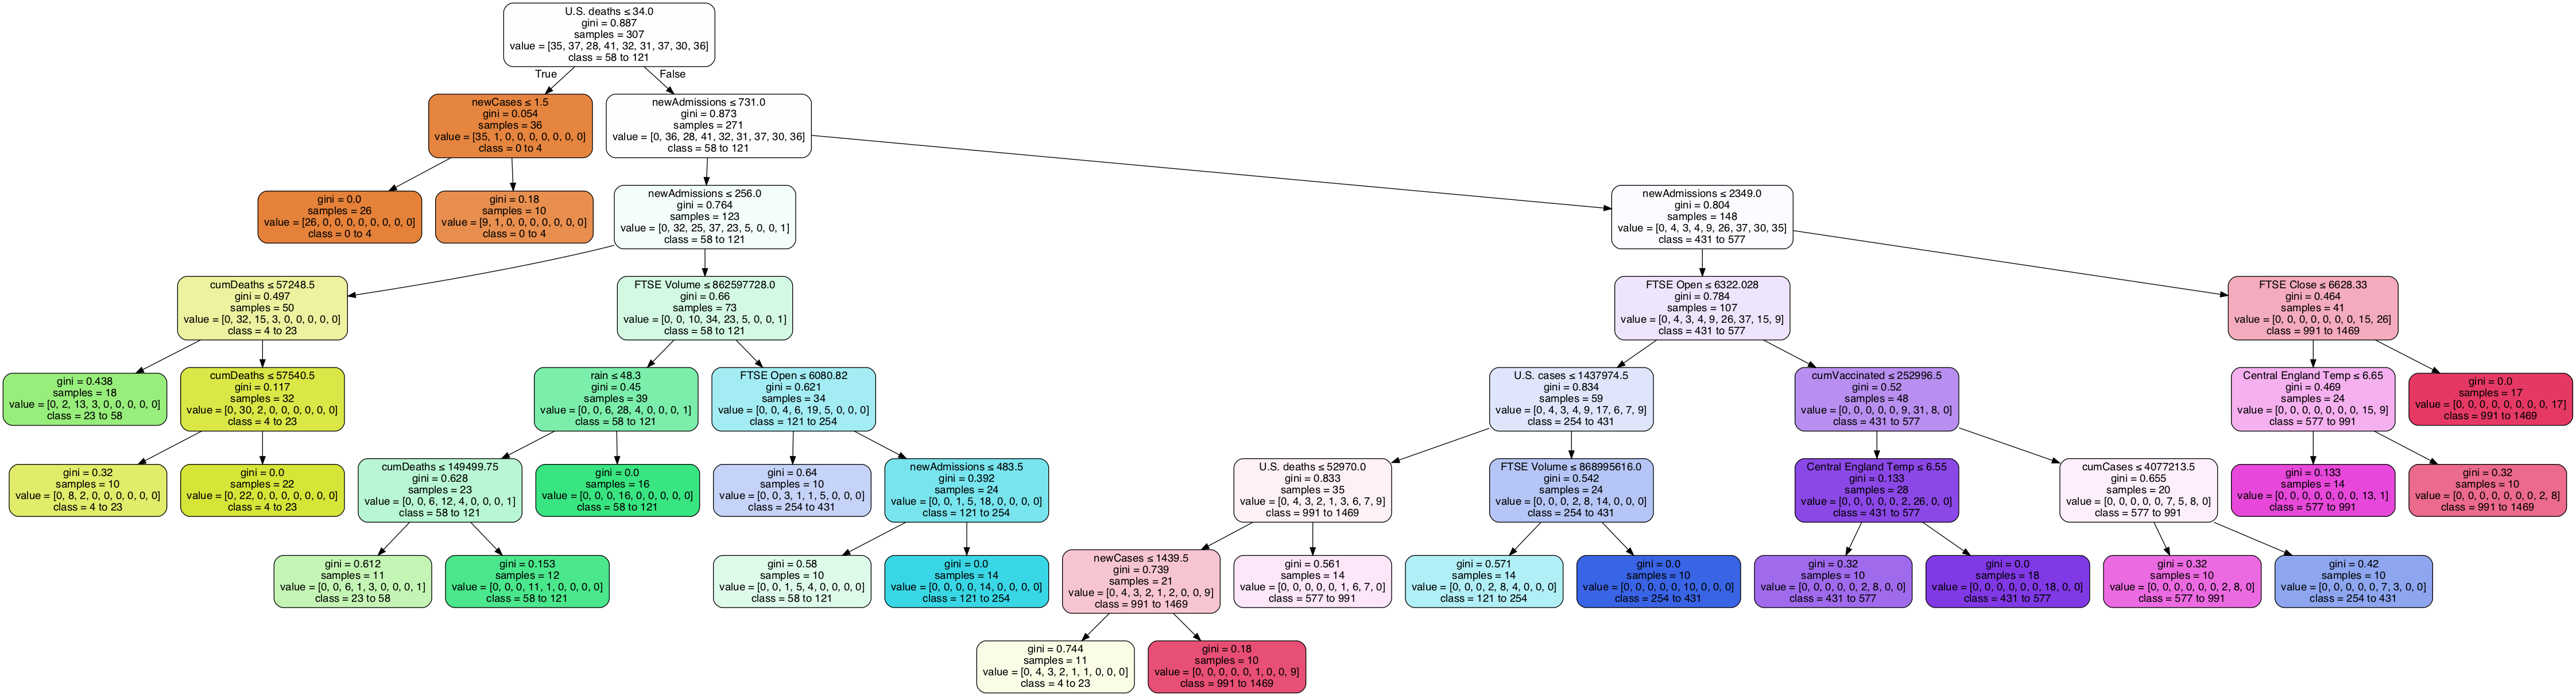 U.S. deaths ≤ 34.0
gini = 0.887
samples = 307
value = [35, 37, 28, 41, 32, 31, 37, 30, 36]
class = 58 to 121
True
False
newCases ≤ 1.5
gini = 0.054
samples = 36
value = [35, 1, 0, 0, 0, 0, 0, 0, 0]
class = 0 to 4
newAdmissions ≤ 731.0
gini = 0.873
samples = 271
value = [0, 36, 28, 41, 32, 31, 37, 30, 36]
class = 58 to 121
gini = 0.0
samples = 26
value = [26, 0, 0, 0, 0, 0, 0, 0, 0]
class = 0 to 4
gini = 0.18
samples = 10
value = [9, 1, 0, 0, 0, 0, 0, 0, 0]
class = 0 to 4
newAdmissions ≤ 256.0
gini = 0.764
samples = 123
value = [0, 32, 25, 37, 23, 5, 0, 0, 1]
class = 58 to 121
newAdmissions ≤ 2349.0
gini = 0.804
samples = 148
value = [0, 4, 3, 4, 9, 26, 37, 30, 35]
class = 431 to 577
cumDeaths ≤ 57248.5
gini = 0.497
samples = 50
value = [0, 32, 15, 3, 0, 0, 0, 0, 0]
class = 4 to 23
FTSE Volume ≤ 862597728.0
gini = 0.66
samples = 73
value = [0, 0, 10, 34, 23, 5, 0, 0, 1]
class = 58 to 121
FTSE Open ≤ 6322.028
gini = 0.784
samples = 107
value = [0, 4, 3, 4, 9, 26, 37, 15, 9]
class = 431 to 577
FTSE Close ≤ 6628.33
gini = 0.464
samples = 41
value = [0, 0, 0, 0, 0, 0, 0, 15, 26]
class = 991 to 1469
gini = 0.438
samples = 18
value = [0, 2, 13, 3, 0, 0, 0, 0, 0]
class = 23 to 58
cumDeaths ≤ 57540.5
gini = 0.117
samples = 32
value = [0, 30, 2, 0, 0, 0, 0, 0, 0]
class = 4 to 23
rain ≤ 48.3
gini = 0.45
samples = 39
value = [0, 0, 6, 28, 4, 0, 0, 0, 1]
class = 58 to 121
FTSE Open ≤ 6080.82
gini = 0.621
samples = 34
value = [0, 0, 4, 6, 19, 5, 0, 0, 0]
class = 121 to 254
U.S. cases ≤ 1437974.5
gini = 0.834
samples = 59
value = [0, 4, 3, 4, 9, 17, 6, 7, 9]
class = 254 to 431
cumVaccinated ≤ 252996.5
gini = 0.52
samples = 48
value = [0, 0, 0, 0, 0, 9, 31, 8, 0]
class = 431 to 577
Central England Temp ≤ 6.65
gini = 0.469
samples = 24
value = [0, 0, 0, 0, 0, 0, 0, 15, 9]
class = 577 to 991
gini = 0.0
samples = 17
value = [0, 0, 0, 0, 0, 0, 0, 0, 17]
class = 991 to 1469
gini = 0.32
samples = 10
value = [0, 8, 2, 0, 0, 0, 0, 0, 0]
class = 4 to 23
gini = 0.0
samples = 22
value = [0, 22, 0, 0, 0, 0, 0, 0, 0]
class = 4 to 23
cumDeaths ≤ 149499.75
gini = 0.628
samples = 23
value = [0, 0, 6, 12, 4, 0, 0, 0, 1]
class = 58 to 121
gini = 0.0
samples = 16
value = [0, 0, 0, 16, 0, 0, 0, 0, 0]
class = 58 to 121
gini = 0.64
samples = 10
value = [0, 0, 3, 1, 1, 5, 0, 0, 0]
class = 254 to 431
newAdmissions ≤ 483.5
gini = 0.392
samples = 24
value = [0, 0, 1, 5, 18, 0, 0, 0, 0]
class = 121 to 254
U.S. deaths ≤ 52970.0
gini = 0.833
samples = 35
value = [0, 4, 3, 2, 1, 3, 6, 7, 9]
class = 991 to 1469
FTSE Volume ≤ 868995616.0
gini = 0.542
samples = 24
value = [0, 0, 0, 2, 8, 14, 0, 0, 0]
class = 254 to 431
Central England Temp ≤ 6.55
gini = 0.133
samples = 28
value = [0, 0, 0, 0, 0, 2, 26, 0, 0]
class = 431 to 577
cumCases ≤ 4077213.5
gini = 0.655
samples = 20
value = [0, 0, 0, 0, 0, 7, 5, 8, 0]
class = 577 to 991
gini = 0.133
samples = 14
value = [0, 0, 0, 0, 0, 0, 0, 13, 1]
class = 577 to 991
gini = 0.32
samples = 10
value = [0, 0, 0, 0, 0, 0, 0, 2, 8]
class = 991 to 1469
gini = 0.612
samples = 11
value = [0, 0, 6, 1, 3, 0, 0, 0, 1]
class = 23 to 58
gini = 0.153
samples = 12
value = [0, 0, 0, 11, 1, 0, 0, 0, 0]
class = 58 to 121
gini = 0.58
samples = 10
value = [0, 0, 1, 5, 4, 0, 0, 0, 0]
class = 58 to 121
gini = 0.0
samples = 14
value = [0, 0, 0, 0, 14, 0, 0, 0, 0]
class = 121 to 254
newCases ≤ 1439.5
gini = 0.739
samples = 21
value = [0, 4, 3, 2, 1, 2, 0, 0, 9]
class = 991 to 1469
gini = 0.561
samples = 14
value = [0, 0, 0, 0, 0, 1, 6, 7, 0]
class = 577 to 991
gini = 0.571
samples = 14
value = [0, 0, 0, 2, 8, 4, 0, 0, 0]
class = 121 to 254
gini = 0.0
samples = 10
value = [0, 0, 0, 0, 0, 10, 0, 0, 0]
class = 254 to 431
gini = 0.32
samples = 10
value = [0, 0, 0, 0, 0, 2, 8, 0, 0]
class = 431 to 577
gini = 0.0
samples = 18
value = [0, 0, 0, 0, 0, 0, 18, 0, 0]
class = 431 to 577
gini = 0.32
samples = 10
value = [0, 0, 0, 0, 0, 0, 2, 8, 0]
class = 577 to 991
gini = 0.42
samples = 10
value = [0, 0, 0, 0, 0, 7, 3, 0, 0]
class = 254 to 431
gini = 0.744
samples = 11
value = [0, 4, 3, 2, 1, 1, 0, 0, 0]
class = 4 to 23
gini = 0.18
samples = 10
value = [0, 0, 0, 0, 0, 1, 0, 0, 9]
class = 991 to 1469